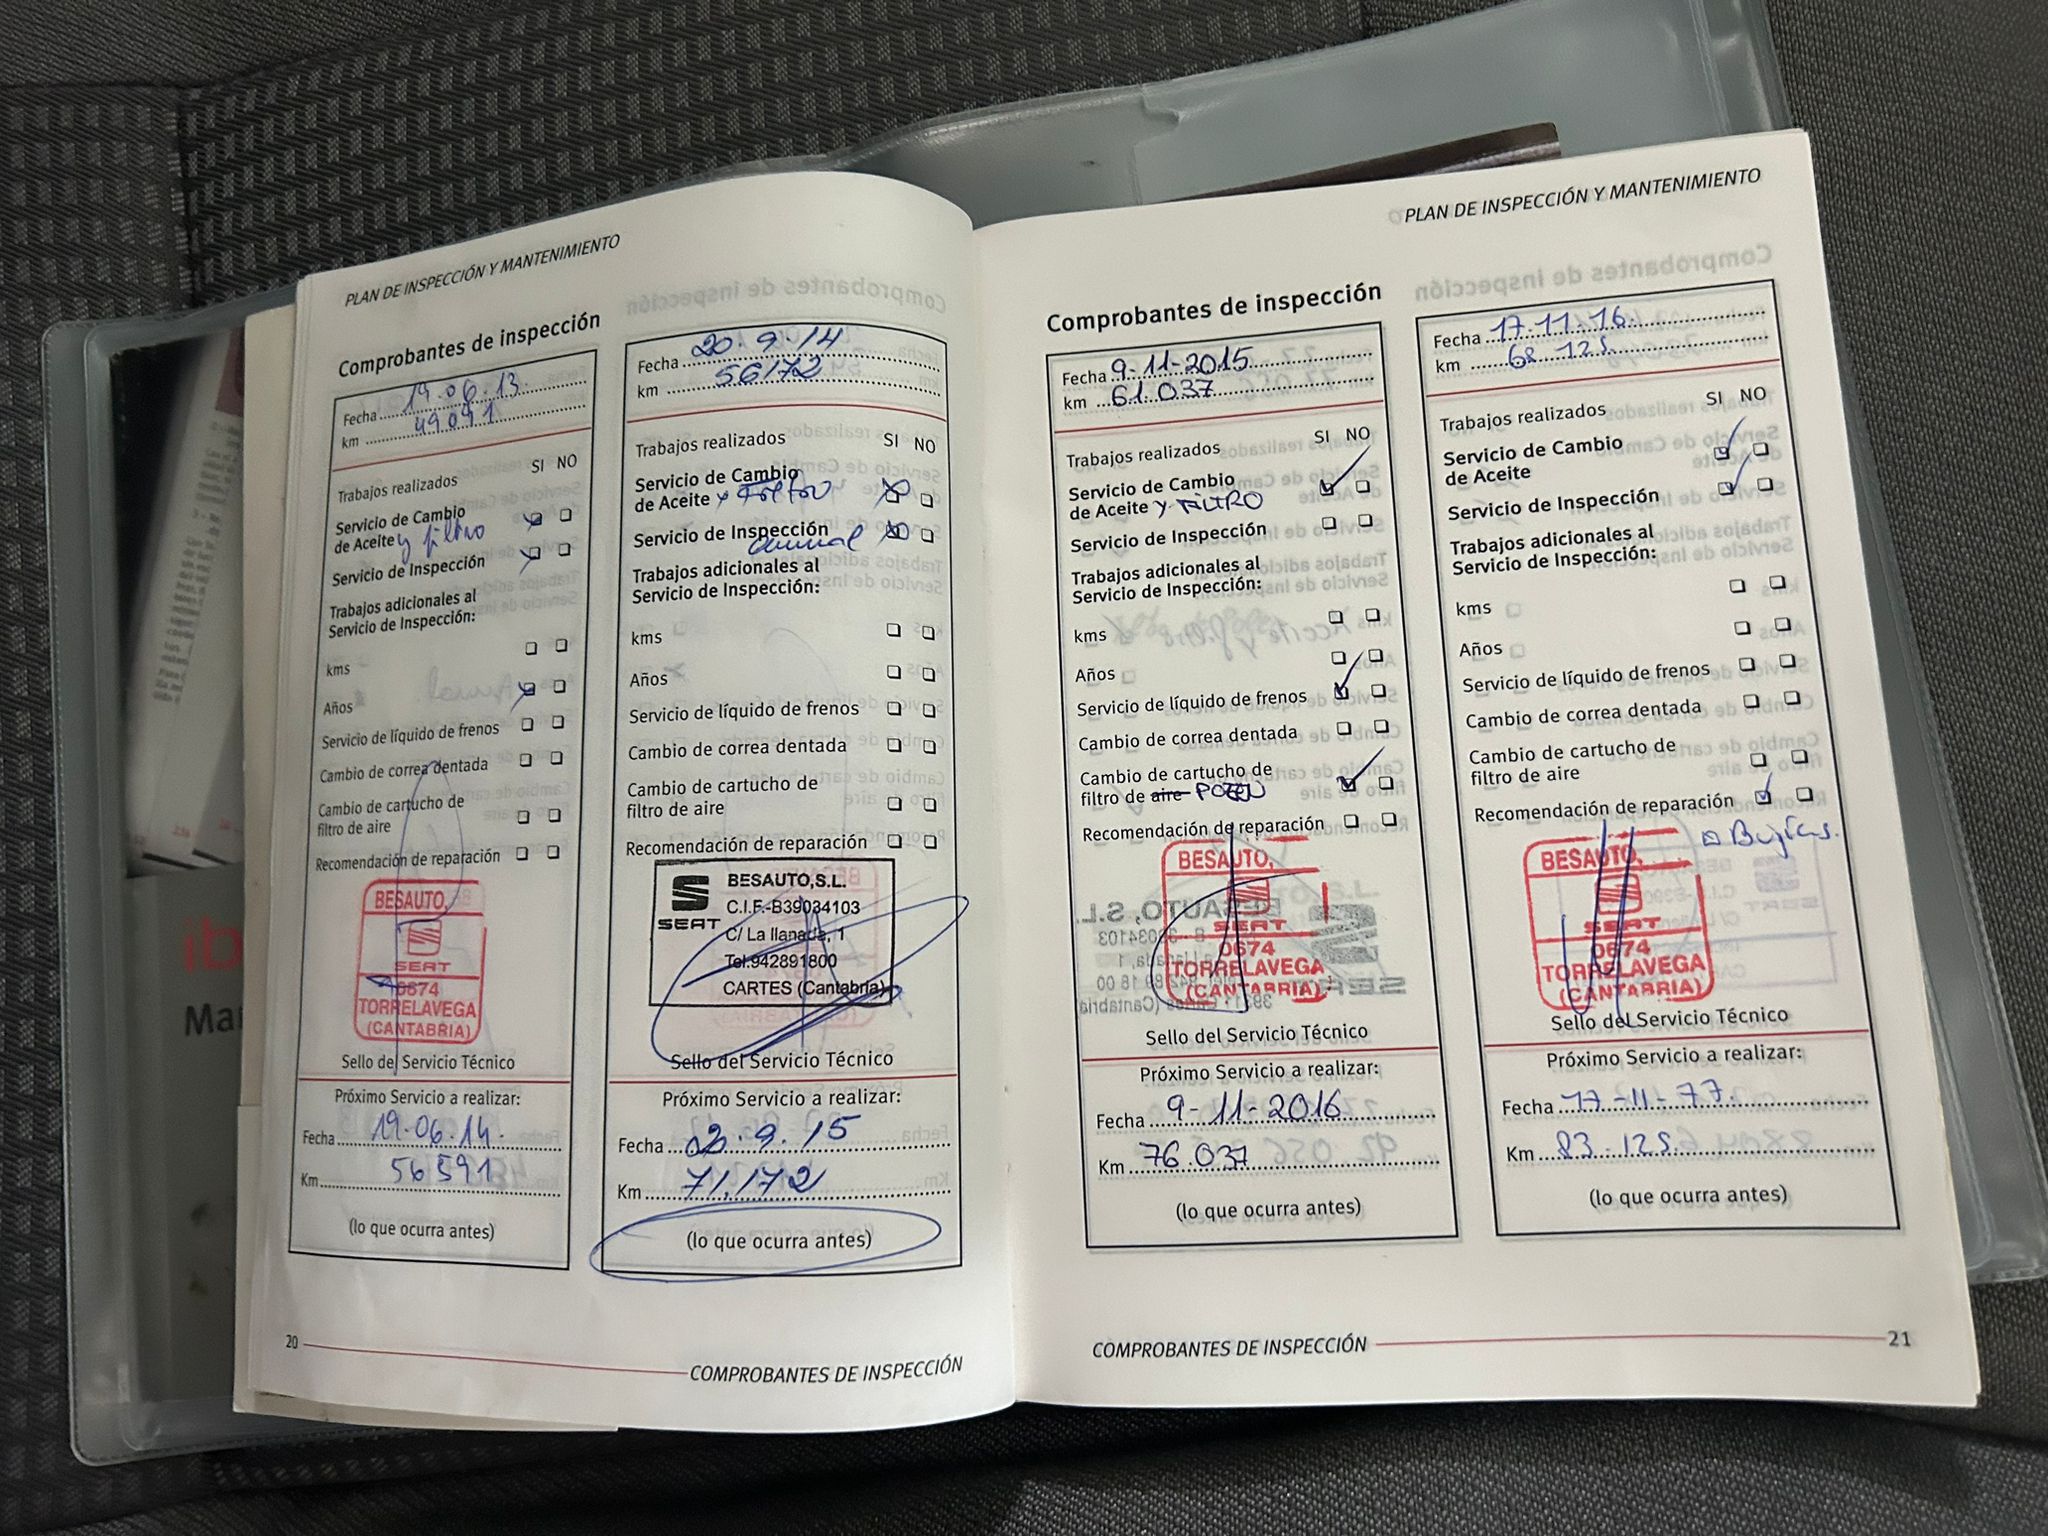 PLAN DE INSPECCIÓN Y MANTENIMIENTO
Comprobantes de inspección
Fecha 19.06.13.
km 49091
Trabajos realizados SI NO
Servicio de Cambio
de Aceite y filtro
Servicio de Inspección
Trabajos adicionales al
Servicio de Inspección:
kms
Años
Servicio de líquido de frenos
Cambio de correa dentada
Cambio de cartucho de
filtro de aire
Recomendación de reparación
BESAUTO,
SEAT
0674
TORRELAVEGA
(CANTABRIA)
Sello del Servicio Técnico
Próximo Servicio a realizar:
Fecha 19.06.14.
Km 56591
(lo que ocurra antes)
Fecha 20.9.14
km 56172
Trabajos realizados SI NO
Servicio de Cambio
de Aceite y Filtro
Servicio de Inspección
anual
Trabajos adicionales al
Servicio de Inspección:
kms
Años
Servicio de líquido de frenos
Cambio de correa dentada
Cambio de cartucho de
filtro de aire
Recomendación de reparación
SEAT
BESAUTO,S.L.
C.I.F.-B39034103
C/ La llanada, 1
Tel.942891800
CARTES (Cantabria)
Sello del Servicio Técnico
Próximo Servicio a realizar:
Fecha .9.15
Km 71.172
(lo que ocurra antes)
20
COMPROBANTES DE INSPECCIÓN
PLAN DE INSPECCIÓN Y MANTENIMIENTO
Comprobantes de inspección
Fecha 9-11-2015
km 61.037
Trabajos realizados SI NO
Servicio de Cambio
de Aceite y FILTRO
Servicio de Inspección
Trabajos adicionales al
Servicio de Inspección:
kms
Años
Servicio de líquido de frenos
Cambio de correa dentada
Cambio de cartucho de
filtro de aire POLEN
Recomendación de reparación
BESAUTO,
SEAT
0674
TORRELAVEGA
(CANTABRIA)
Sello del Servicio Técnico
Próximo Servicio a realizar:
Fecha 9-11-2016
Km 76.037
(lo que ocurra antes)
Fecha 17.11.16.
km 68.125.
Trabajos realizados SI NO
Servicio de Cambio
de Aceite
Servicio de Inspección
Trabajos adicionales al
Servicio de Inspección:
kms
Años
Servicio de líquido de frenos
Cambio de correa dentada
Cambio de cartucho de
filtro de aire
Recomendación de reparación
Bujías.
BESAUTO,
SEAT
0674
TORRELAVEGA
(CANTABRIA)
Sello del Servicio Técnico
Próximo Servicio a realizar:
Fecha 17-11-17.
Km 83.125.
(lo que ocurra antes)
COMPROBANTES DE INSPECCIÓN
21